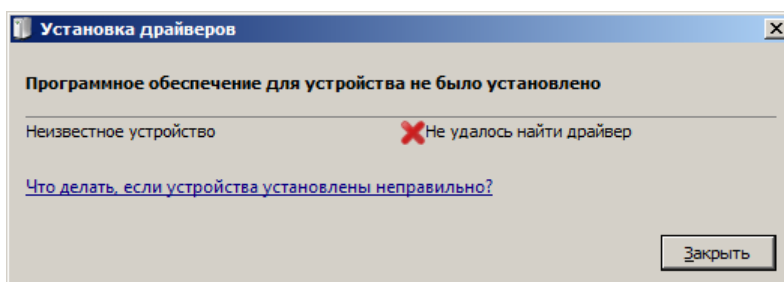 Установка драйверов
Программное обеспечение для устройства не было установлено
Неизвестное устройство Не удалось найти драйвер
Что делать, если устройства установлены неправильно?
Закрыть